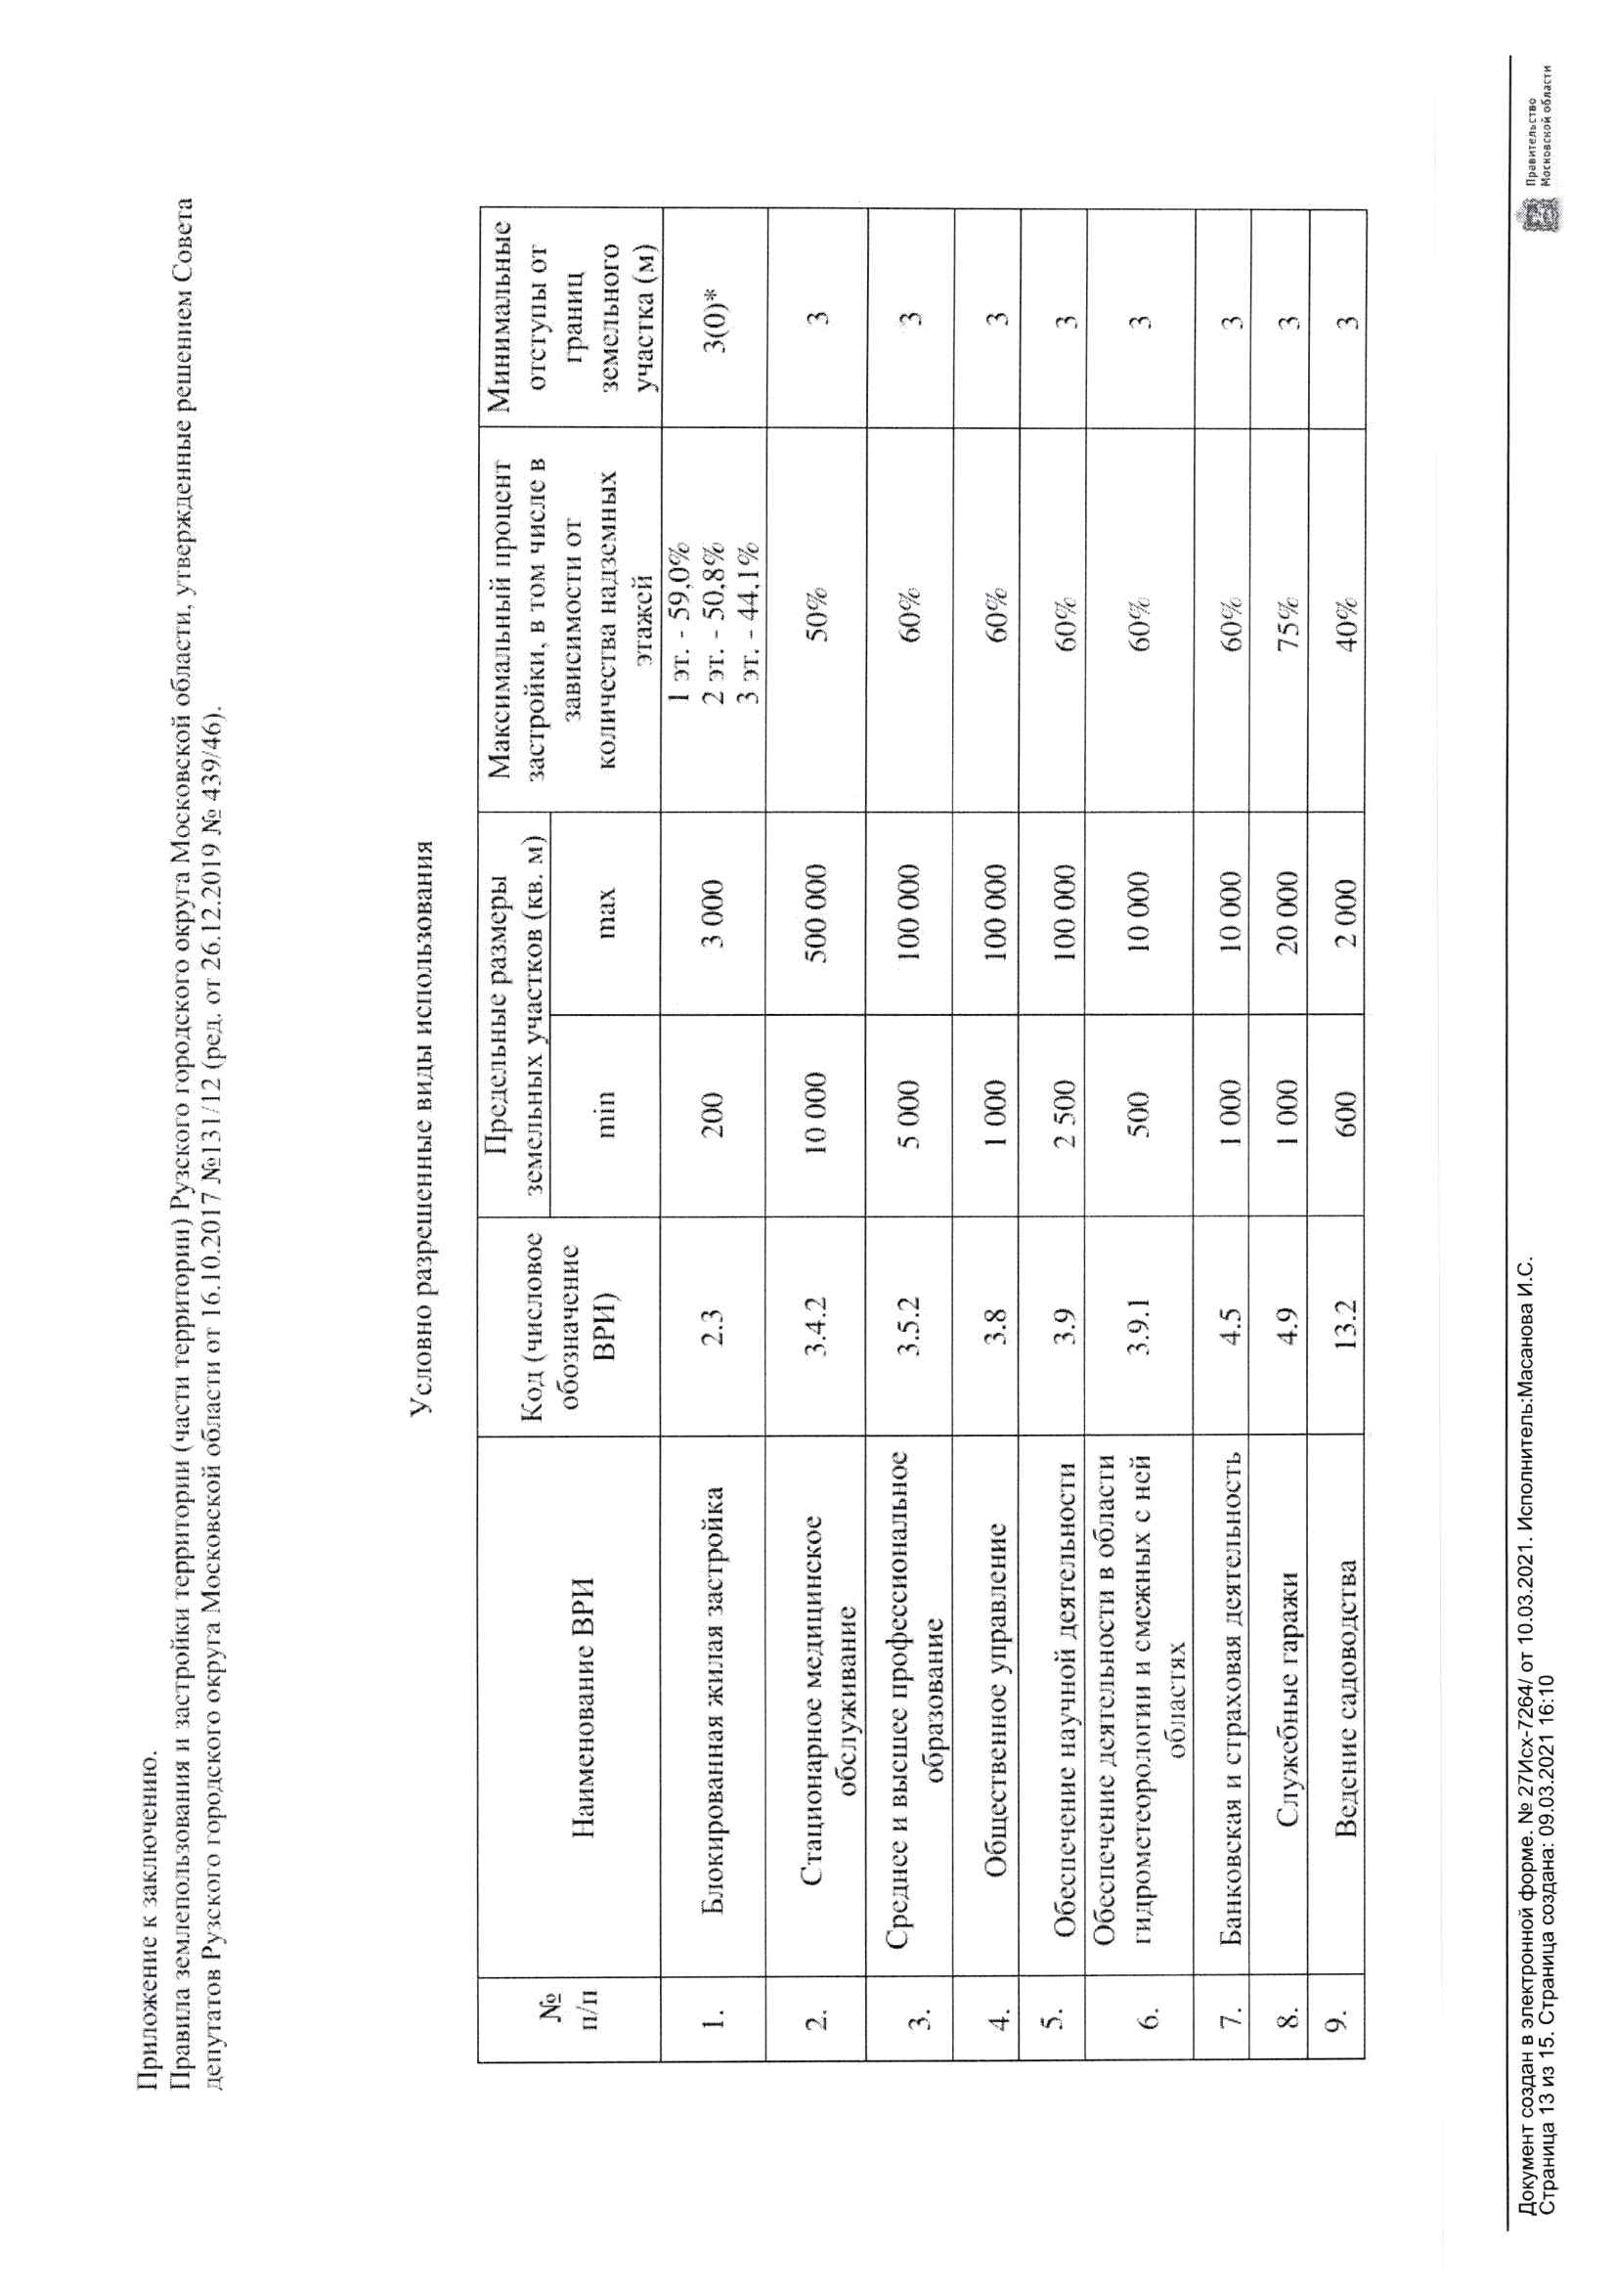 Приложение к заключению.
Правила землепользования и застройки территории (части территории) Рузского городского округа Московской области, утвержденные решением Совета
депутатов Рузского городского округа Московской области от 16.10.2017 №131/12 (ред. от 26.12.2019 № 439/46).
Условно разрешенные виды использования
№ п/п
Наименование ВРИ
Код (числовое
обозначение
ВРИ)
Предельные размеры
земельных участков (кв. м)
min
max
Максимальный процент
застройки, в том числе в
зависимости от
количества надземных
этажей
Минимальные
отступы от
границ
земельного
участка (м)
1. Блокированная жилая застройка 2.3 200 3 000 1 эт. - 59,0%
2 эт. - 50.8%
3 эт. - 44.1%
3(0)*
2. Стационарное медицинское
обслуживание
3.4.2 10 000 500 000 50% 3
3. Среднее и высшее профессиональное
образование
3.5.2 5 000 100 000 60% 3
4. Общественное управление 3.8 1 000 100 000 60% 3
5. Обеспечение научной деятельности 3.9 2 500 100 000 60% 3
6. Обеспечение деятельности в области
гидрометеорологии и смежных с ней
областях
3.9.1 500 10 000 60% 3
7. Банковская и страховая деятельность 4.5 1 000 10 000 60% 3
8. Служебные гаражи 4.9 1 000 20 000 75% 3
9. Ведение садоводства 13.2 600 2 000 40% 3
Документ создан в электронной форме. № 27Исх-7264/ от 10.03.2021. Исполнитель:Масанова И.С.
Страница 13 из 15. Страница создана: 09.03.2021 16:10
Правительство
Московской области